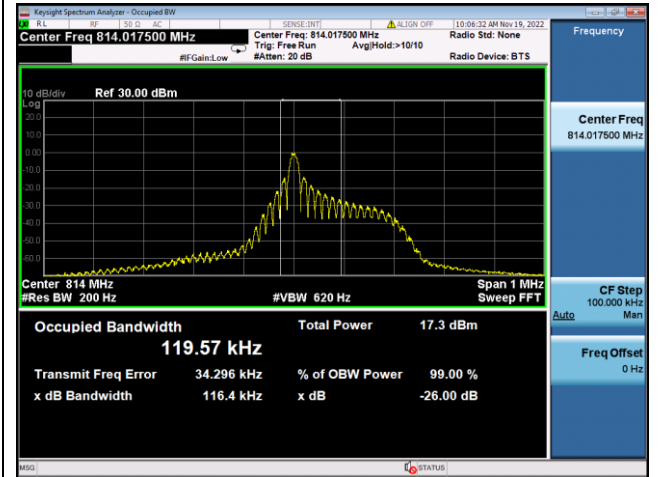 Keysight Spectrum Analyzer - Occupied BW
RL RF 50 Ω AC SENSE:INT ALIGN OFF 10:06:32 AM Nov 19, 2022
Center Freq 814.017500 MHz Center Freq: 814.017500 MHz Radio Std: None Frequency
Trig: Free Run Avg|Hold:>10/10
#IFGain:Low #Atten: 20 dB Radio Device: BTS
10 dB/div Ref 30.00 dBm
Log
20.0
10.0
0.00
-10.0
-20.0
-30.0
-40.0
-50.0
-60.0
Center Freq
814.017500 MHz
Center 814 MHz Span 1 MHz
#Res BW 200 Hz #VBW 620 Hz Sweep FFT
CF Step
100.000 kHz
Auto Man
Occupied Bandwidth Total Power 17.3 dBm
119.57 kHz
Freq Offset
0 Hz
Transmit Freq Error 34.296 kHz % of OBW Power 99.00 %
x dB Bandwidth 116.4 kHz x dB -26.00 dB
MSG STATUS